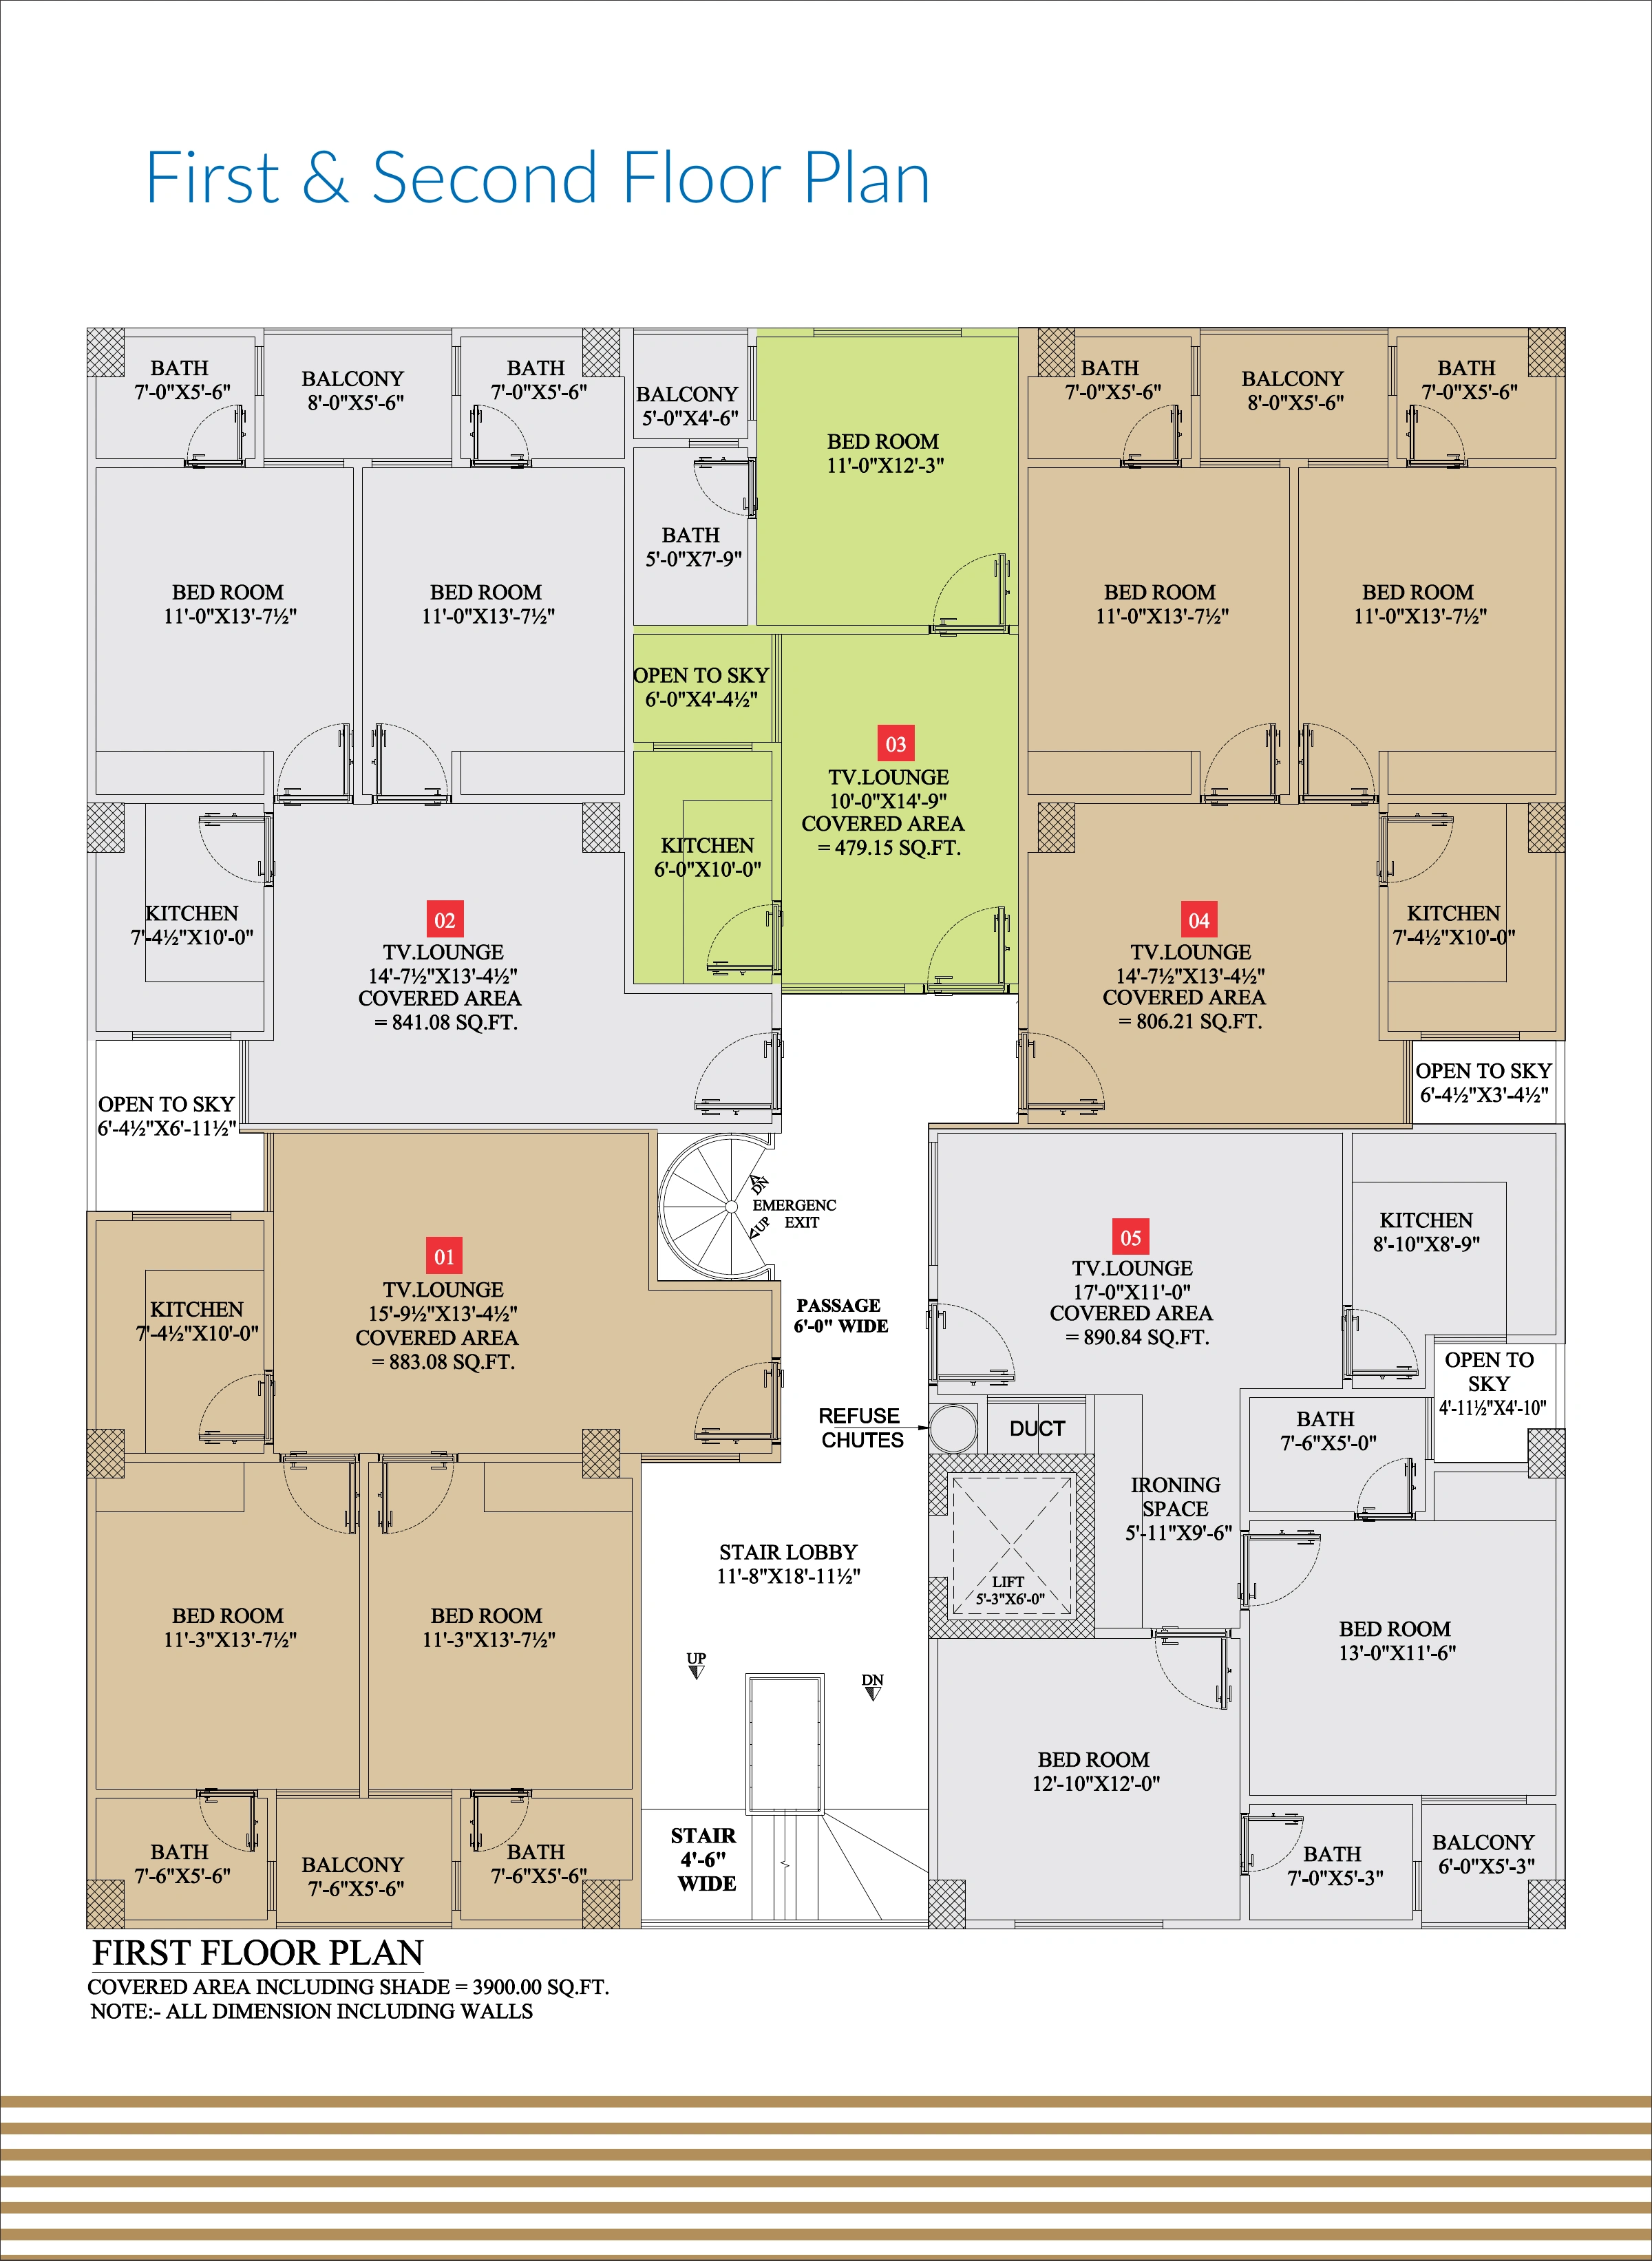 First & Second Floor Plan
BATH
7'-0"X5'-6"
BALCONY
8'-0"X5'-6"
BATH
7'-0"X5'-6"
BALCONY
5'-0"X4'-6"
BED ROOM
11'-0"X12'-3"
BATH
7'-0"X5'-6"
BALCONY
8'-0"X5'-6"
BATH
7'-0"X5'-6"
BED ROOM
11'-0"X13'-7½"
BED ROOM
11'-0"X13'-7½"
BATH
5'-0"X7'-9"
BED ROOM
11'-0"X13'-7½"
BED ROOM
11'-0"X13'-7½"
OPEN TO SKY
6'-0"X4'-4½"
03
TV.LOUNGE
10'-0"X14'-9"
COVERED AREA
= 479.15 SQ.FT.
KITCHEN
6'-0"X10'-0"
KITCHEN
7'-4½"X10'-0"
02
TV.LOUNGE
14'-7½"X13'-4½"
COVERED AREA
= 841.08 SQ.FT.
04
TV.LOUNGE
14'-7½"X13'-4½"
COVERED AREA
= 806.21 SQ.FT.
KITCHEN
7'-4½"X10'-0"
OPEN TO SKY
6'-4½"X6'-11½"
OPEN TO SKY
6'-4½"X3'-4½"
DN
EMERGENC
EXIT
UP
01
TV.LOUNGE
15'-9½"X13'-4½"
COVERED AREA
= 883.08 SQ.FT.
KITCHEN
7'-4½"X10'-0"
PASSAGE
6'-0" WIDE
05
TV.LOUNGE
17'-0"X11'-0"
COVERED AREA
= 890.84 SQ.FT.
KITCHEN
8'-10"X8'-9"
OPEN TO
SKY
4'-11½"X4'-10"
REFUSE
CHUTES
DUCT
BATH
7'-6"X5'-0"
IRONING
SPACE
5'-11"X9'-6"
STAIR LOBBY
11'-8"X18'-11½"
LIFT
5'-3"X6'-0"
BED ROOM
11'-3"X13'-7½"
BED ROOM
11'-3"X13'-7½"
UP
DN
BED ROOM
13'-0"X11'-6"
BED ROOM
12'-10"X12'-0"
BATH
7'-6"X5'-6"
BALCONY
7'-6"X5'-6"
BATH
7'-6"X5'-6"
STAIR
4'-6"
WIDE
BATH
7'-0"X5'-3"
BALCONY
6'-0"X5'-3"
FIRST FLOOR PLAN
COVERED AREA INCLUDING SHADE = 3900.00 SQ.FT.
NOTE:- ALL DIMENSION INCLUDING WALLS